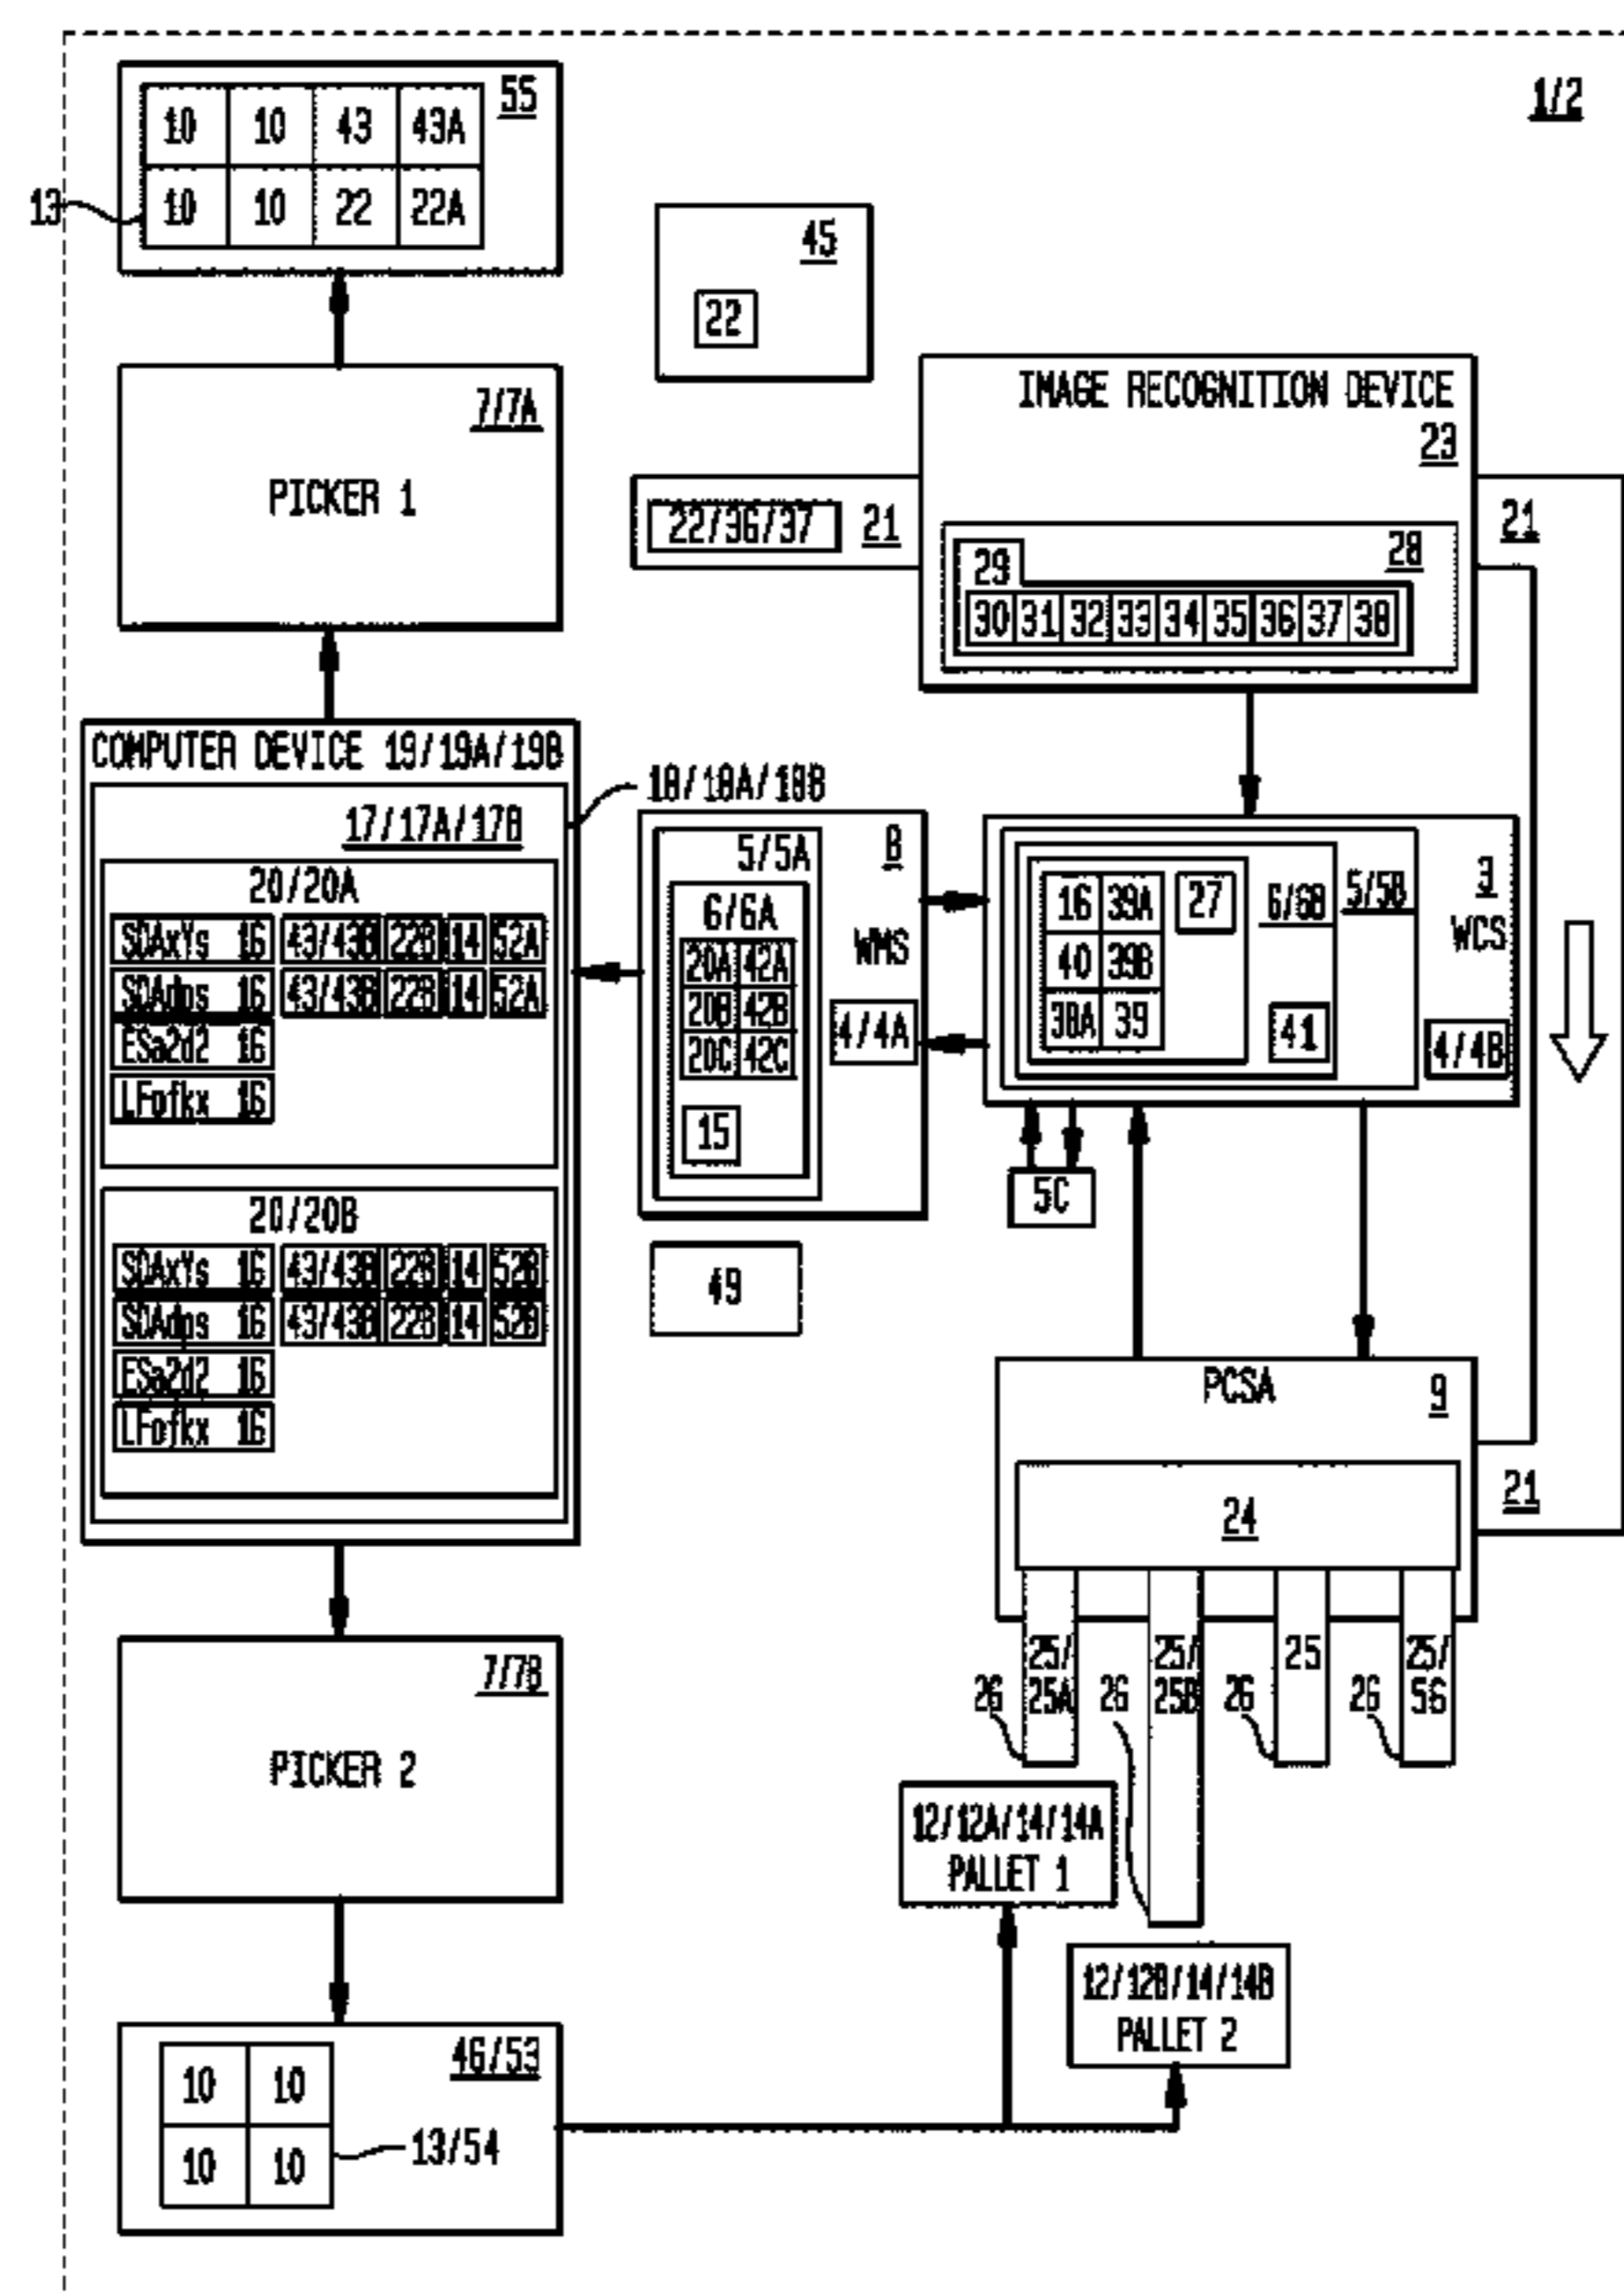 1/2
55
10 10 43 43A
10 10 22 22A
13
45
22
7/7A
PICKER 1
IMAGE RECOGNITION DEVICE
23
22/36/37 21
21
28
29
30 31 32 33 34 35 36 37 38
COMPUTER DEVICE 19/19A/19B
18/18A/18B
17/17A/17B
20/20A
SOAxYs 16 43/43B 22B 14 52A
SOAdps 16 43/43B 22B 14 52A
ESa2d2 16
LFofkx 16
20/20B
SOAxYs 16 43/43B 22B 14 52B
SOAdps 16 43/43B 22B 14 52B
ESa2d2 16
LFofkx 16
5/5A
8
6/6A
WMS
20A 42A
20B 42B
20C 42C
4/4A
15
49
16 39A
40 39B
38A 39
27
6/6B
5/5B
3
WCS
41
4/4B
5C
PCSA
9
24
21
26
25/
25A
26
25/
25B
26
25
26
25/
56
7/7B
PICKER 2
12/12A/14/14A
PALLET 1
12/12B/14/14B
PALLET 2
46/53
10 10
10 10
13/54